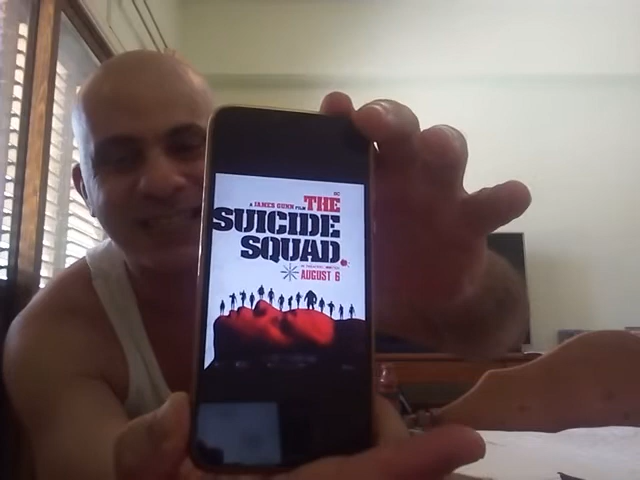 DC
A JAMES GUNN FILM THE
SUICIDE
SQUAD
AUGUST 6